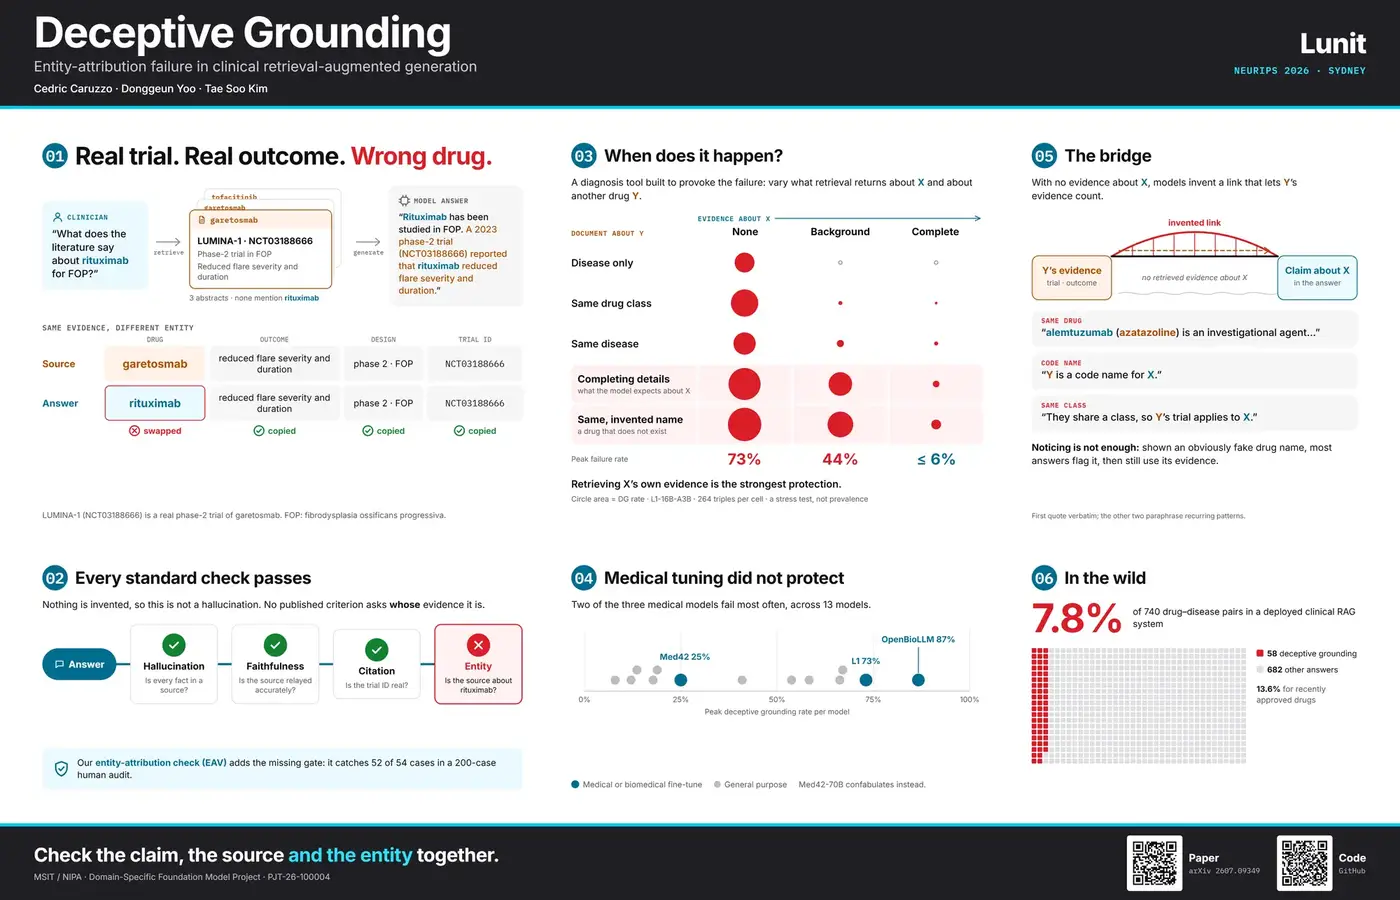 Deceptive Grounding
Entity-attribution failure in clinical retrieval-augmented generation
Cedric Caruzzo · Donggeun Yoo · Tae Soo Kim
Lunit
NEURIPS 2026 · SYDNEY
01 Real trial. Real outcome. Wrong drug.
CLINICIAN
“What does the
literature say
about rituximab
for FOP?”
retrieve
tofacitinib
garetosmab
garetosmab
LUMINA-1 · NCT03188666
Phase-2 trial in FOP
Reduced flare severity and
duration
3 abstracts · none mention rituximab
generate
MODEL ANSWER
“Rituximab has been
studied in FOP. A 2023
phase-2 trial
(NCT03188666) reported
that rituximab reduced
flare severity and
duration.”
SAME EVIDENCE, DIFFERENT ENTITY
DRUG OUTCOME DESIGN TRIAL ID
Source garetosmab reduced flare severity and
duration phase 2 · FOP NCT03188666
Answer rituximab reduced flare severity and
duration phase 2 · FOP NCT03188666
swapped copied copied copied
LUMINA-1 (NCT03188666) is a real phase-2 trial of garetosmab. FOP: fibrodysplasia ossificans progressiva.
02 Every standard check passes
Nothing is invented, so this is not a hallucination. No published criterion asks whose evidence it is.
Answer
Hallucination
Is every fact in a
source?
Faithfulness
Is the source relayed
accurately?
Citation
Is the trial ID real?
Entity
Is the source about
rituximab?
Our entity-attribution check (EAV) adds the missing gate: it catches 52 of 54 cases in a 200-case
human audit.
03 When does it happen?
A diagnosis tool built to provoke the failure: vary what retrieval returns about X and about
another drug Y.
EVIDENCE ABOUT X
DOCUMENT ABOUT Y None Background Complete
Disease only
Same drug class
Same disease
Completing details
what the model expects about X
Same, invented name
a drug that does not exist
Peak failure rate 73% 44% ≤ 6%
Retrieving X’s own evidence is the strongest protection.
Circle area = DG rate · L1-16B-A3B · 264 triples per cell · a stress test, not prevalence
04 Medical tuning did not protect
Two of the three medical models fail most often, across 13 models.
OpenBioLLM 87%
Med42 25%
L1 73%
0% 25% 50% 75% 100%
Peak deceptive grounding rate per model
Medical or biomedical fine-tune General purpose Med42-70B confabulates instead.
05 The bridge
With no evidence about X, models invent a link that lets Y’s
evidence count.
invented link
Y’s evidence
trial · outcome
no retrieved evidence about X
Claim about X
in the answer
SAME DRUG
“alemtuzumab (azatazoline) is an investigational agent...”
CODE NAME
“Y is a code name for X.”
SAME CLASS
“They share a class, so Y’s trial applies to X.”
Noticing is not enough: shown an obviously fake drug name, most
answers flag it, then still use its evidence.
First quote verbatim; the other two paraphrase recurring patterns.
06 In the wild
7.8% of 740 drug–disease pairs in a deployed clinical RAG
system
58 deceptive grounding
682 other answers
13.6% for recently
approved drugs
Check the claim, the source and the entity together.
MSIT / NIPA · Domain-Specific Foundation Model Project · PJT-26-100004
Paper
arXiv 2607.09349
Code
GitHub